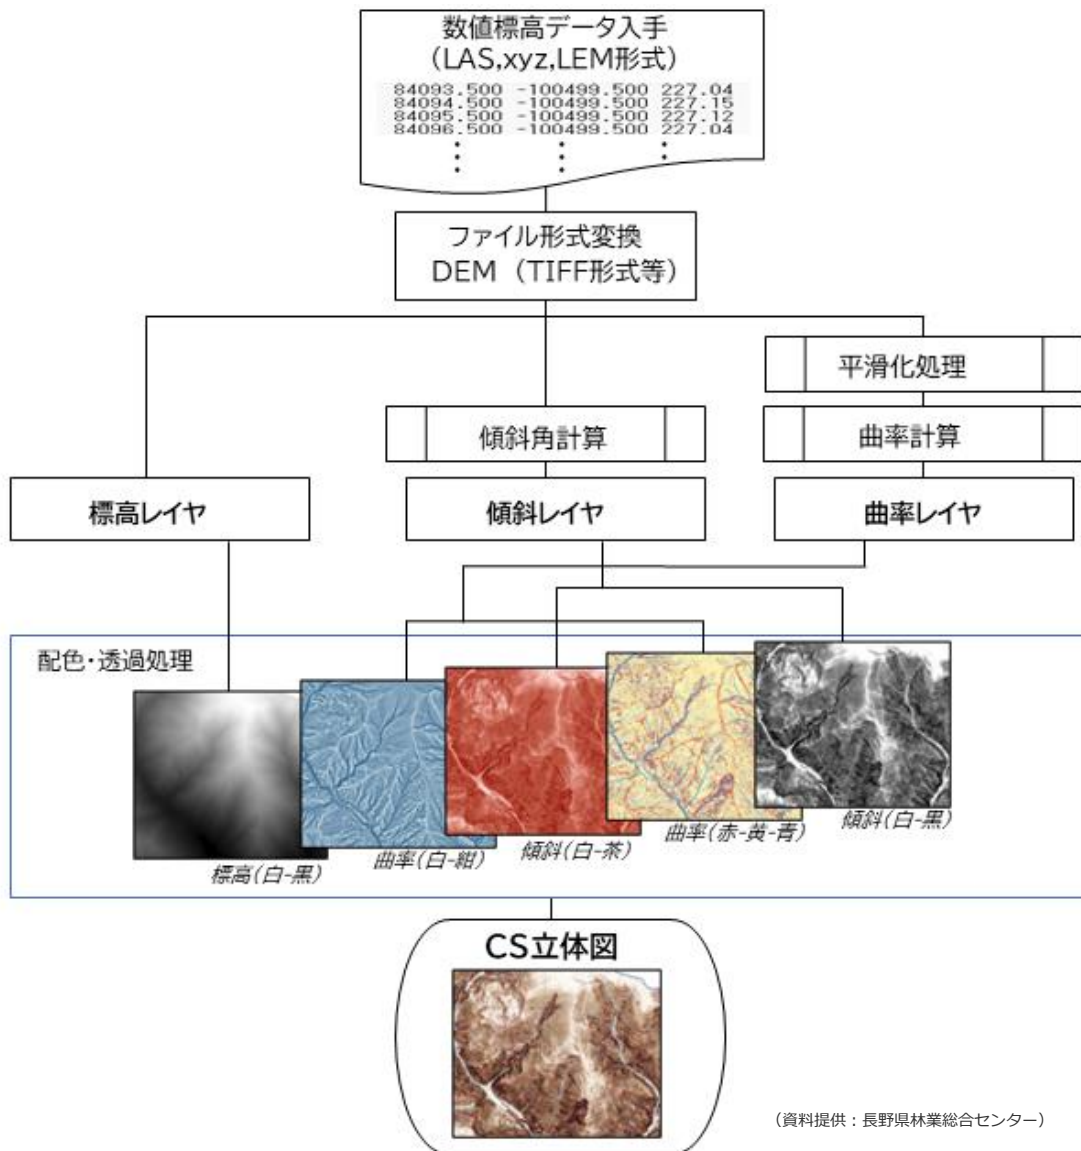 数値標高データ入手
(LAS,xyz,LEM形式)
84093.500 -100499.500 227.04
84094.500 -100499.500 227.15
84095.500 -100499.500 227.12
84096.500 -100499.500 227.04
ファイル形式変換
DEM (TIFF形式等)
平滑化処理
傾斜角計算
曲率計算
標高レイヤ
傾斜レイヤ
曲率レイヤ
配色・透過処理
標高(白-黒)
曲率(白-紺)
傾斜(白-茶)
曲率(赤-黄-青)
傾斜(白-黒)
CS立体図
(資料提供:長野県林業総合センター)